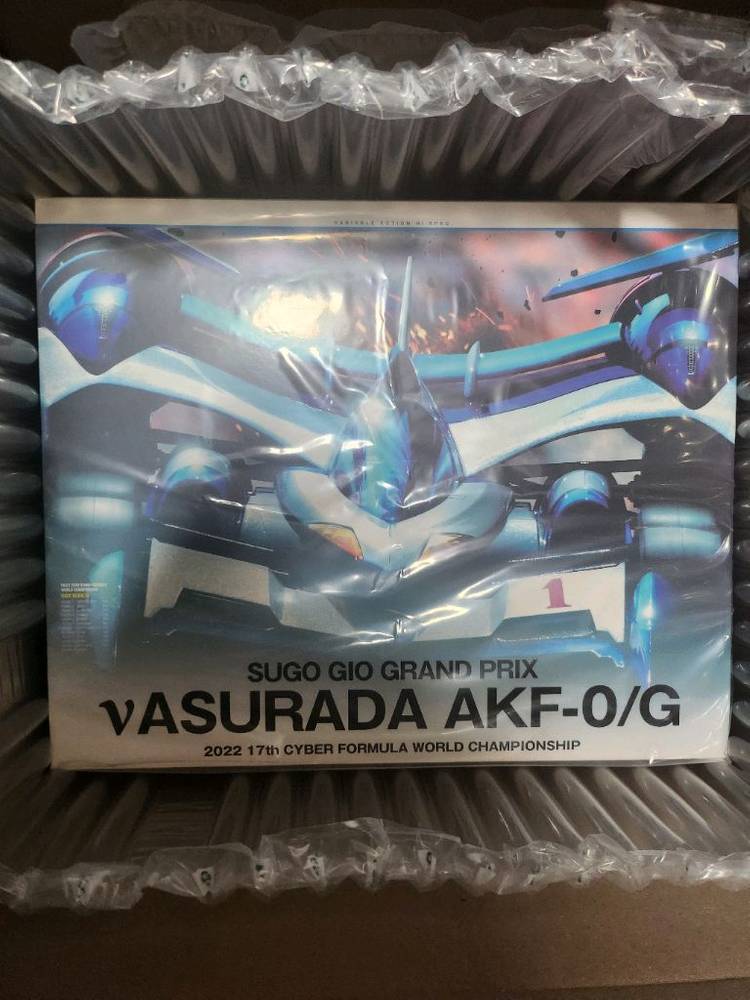 VARIABLE ACTION HI-SPEC
1
SUGO GIO GRAND PRIX
νASURADA AKF-0/G
2022 17th CYBER FORMULA WORLD CHAMPIONSHIP